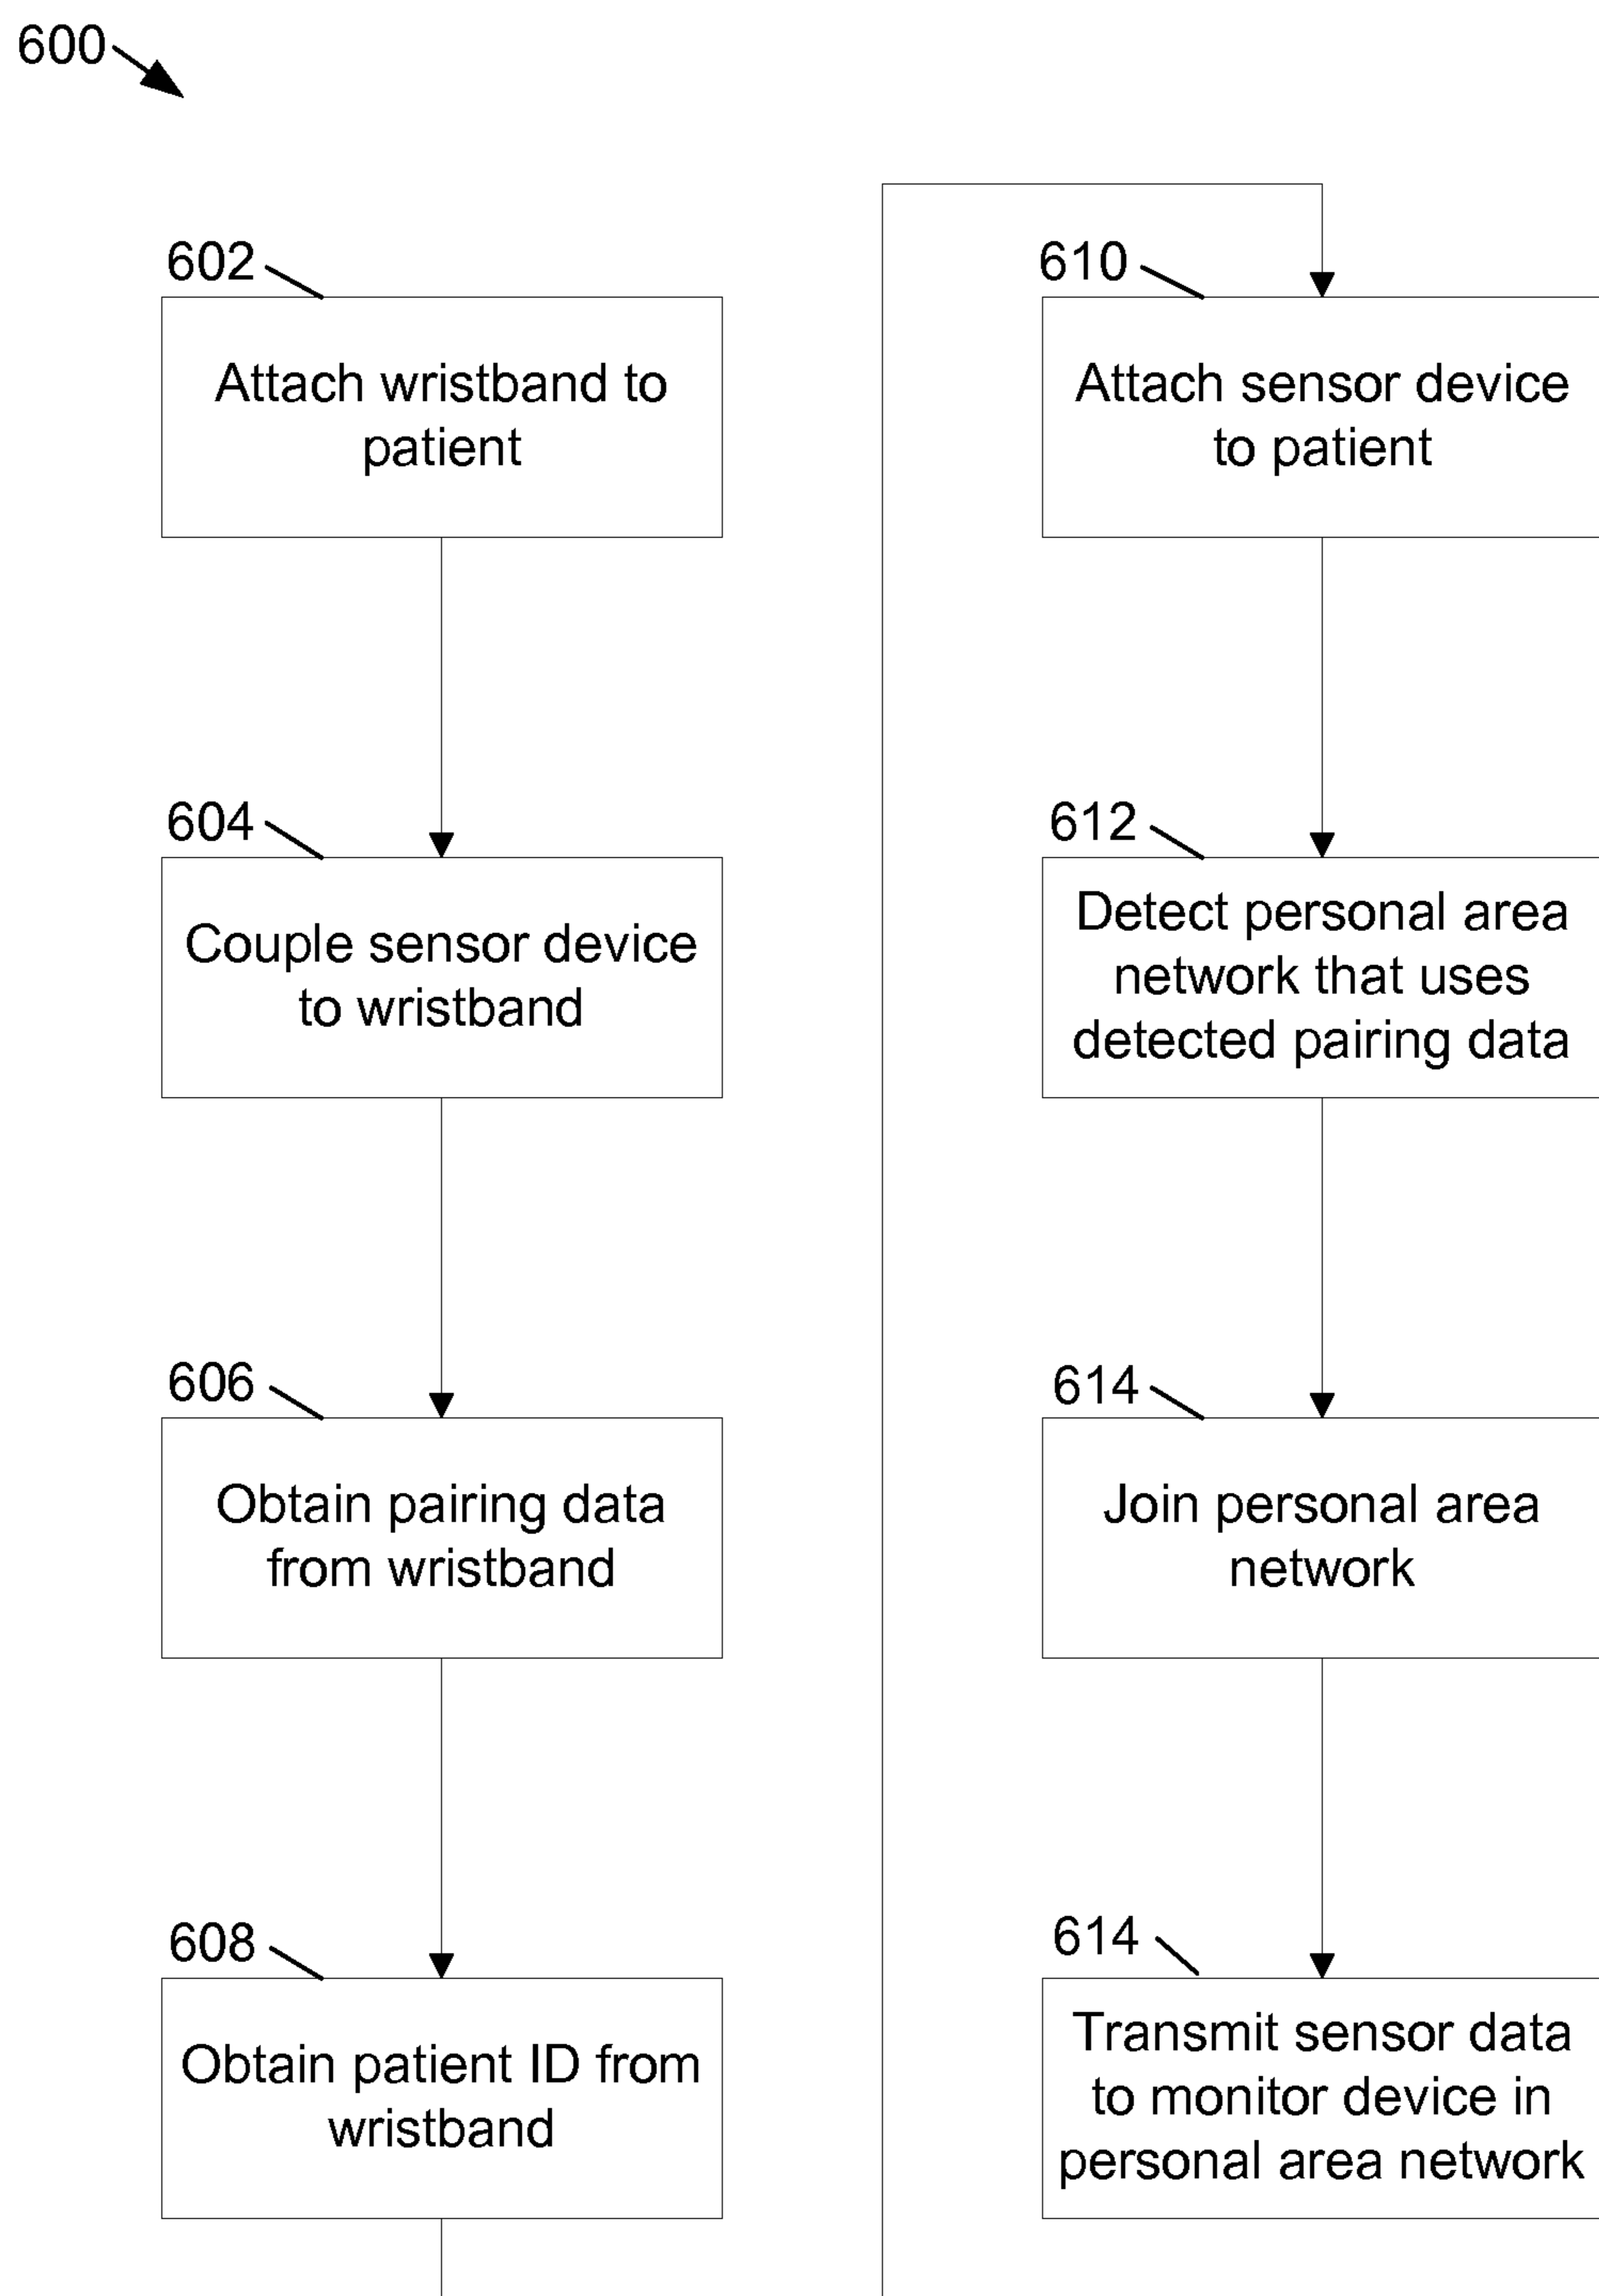 600
602
Attach wristband to
patient
604
Couple sensor device
to wristband
606
Obtain pairing data
from wristband
608
Obtain patient ID from
wristband
610
Attach sensor device
to patient
612
Detect personal area
network that uses
detected pairing data
614
Join personal area
network
614
Transmit sensor data
to monitor device in
personal area network